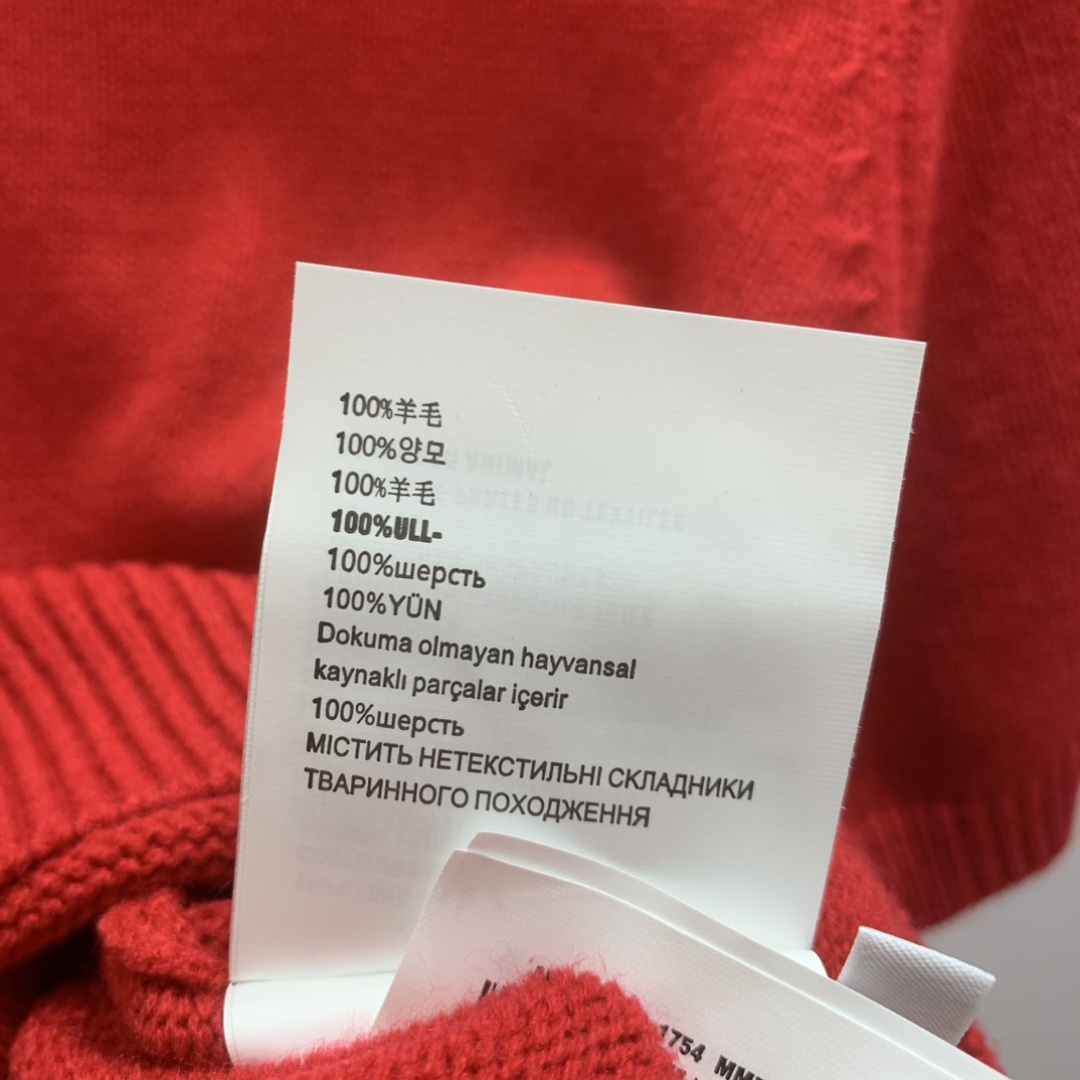 100%羊毛
100%양모
100%羊毛
100%ULL-
100%шерсть
100%YÜN
Dokuma olmayan hayvansal
kaynaklı parçalar içerir
100%шерсть
МІСТИТЬ НЕТЕКСТИЛЬНІ СКЛАДНИКИ
ТВАРИННОГО ПОХОДЖЕННЯ
1754